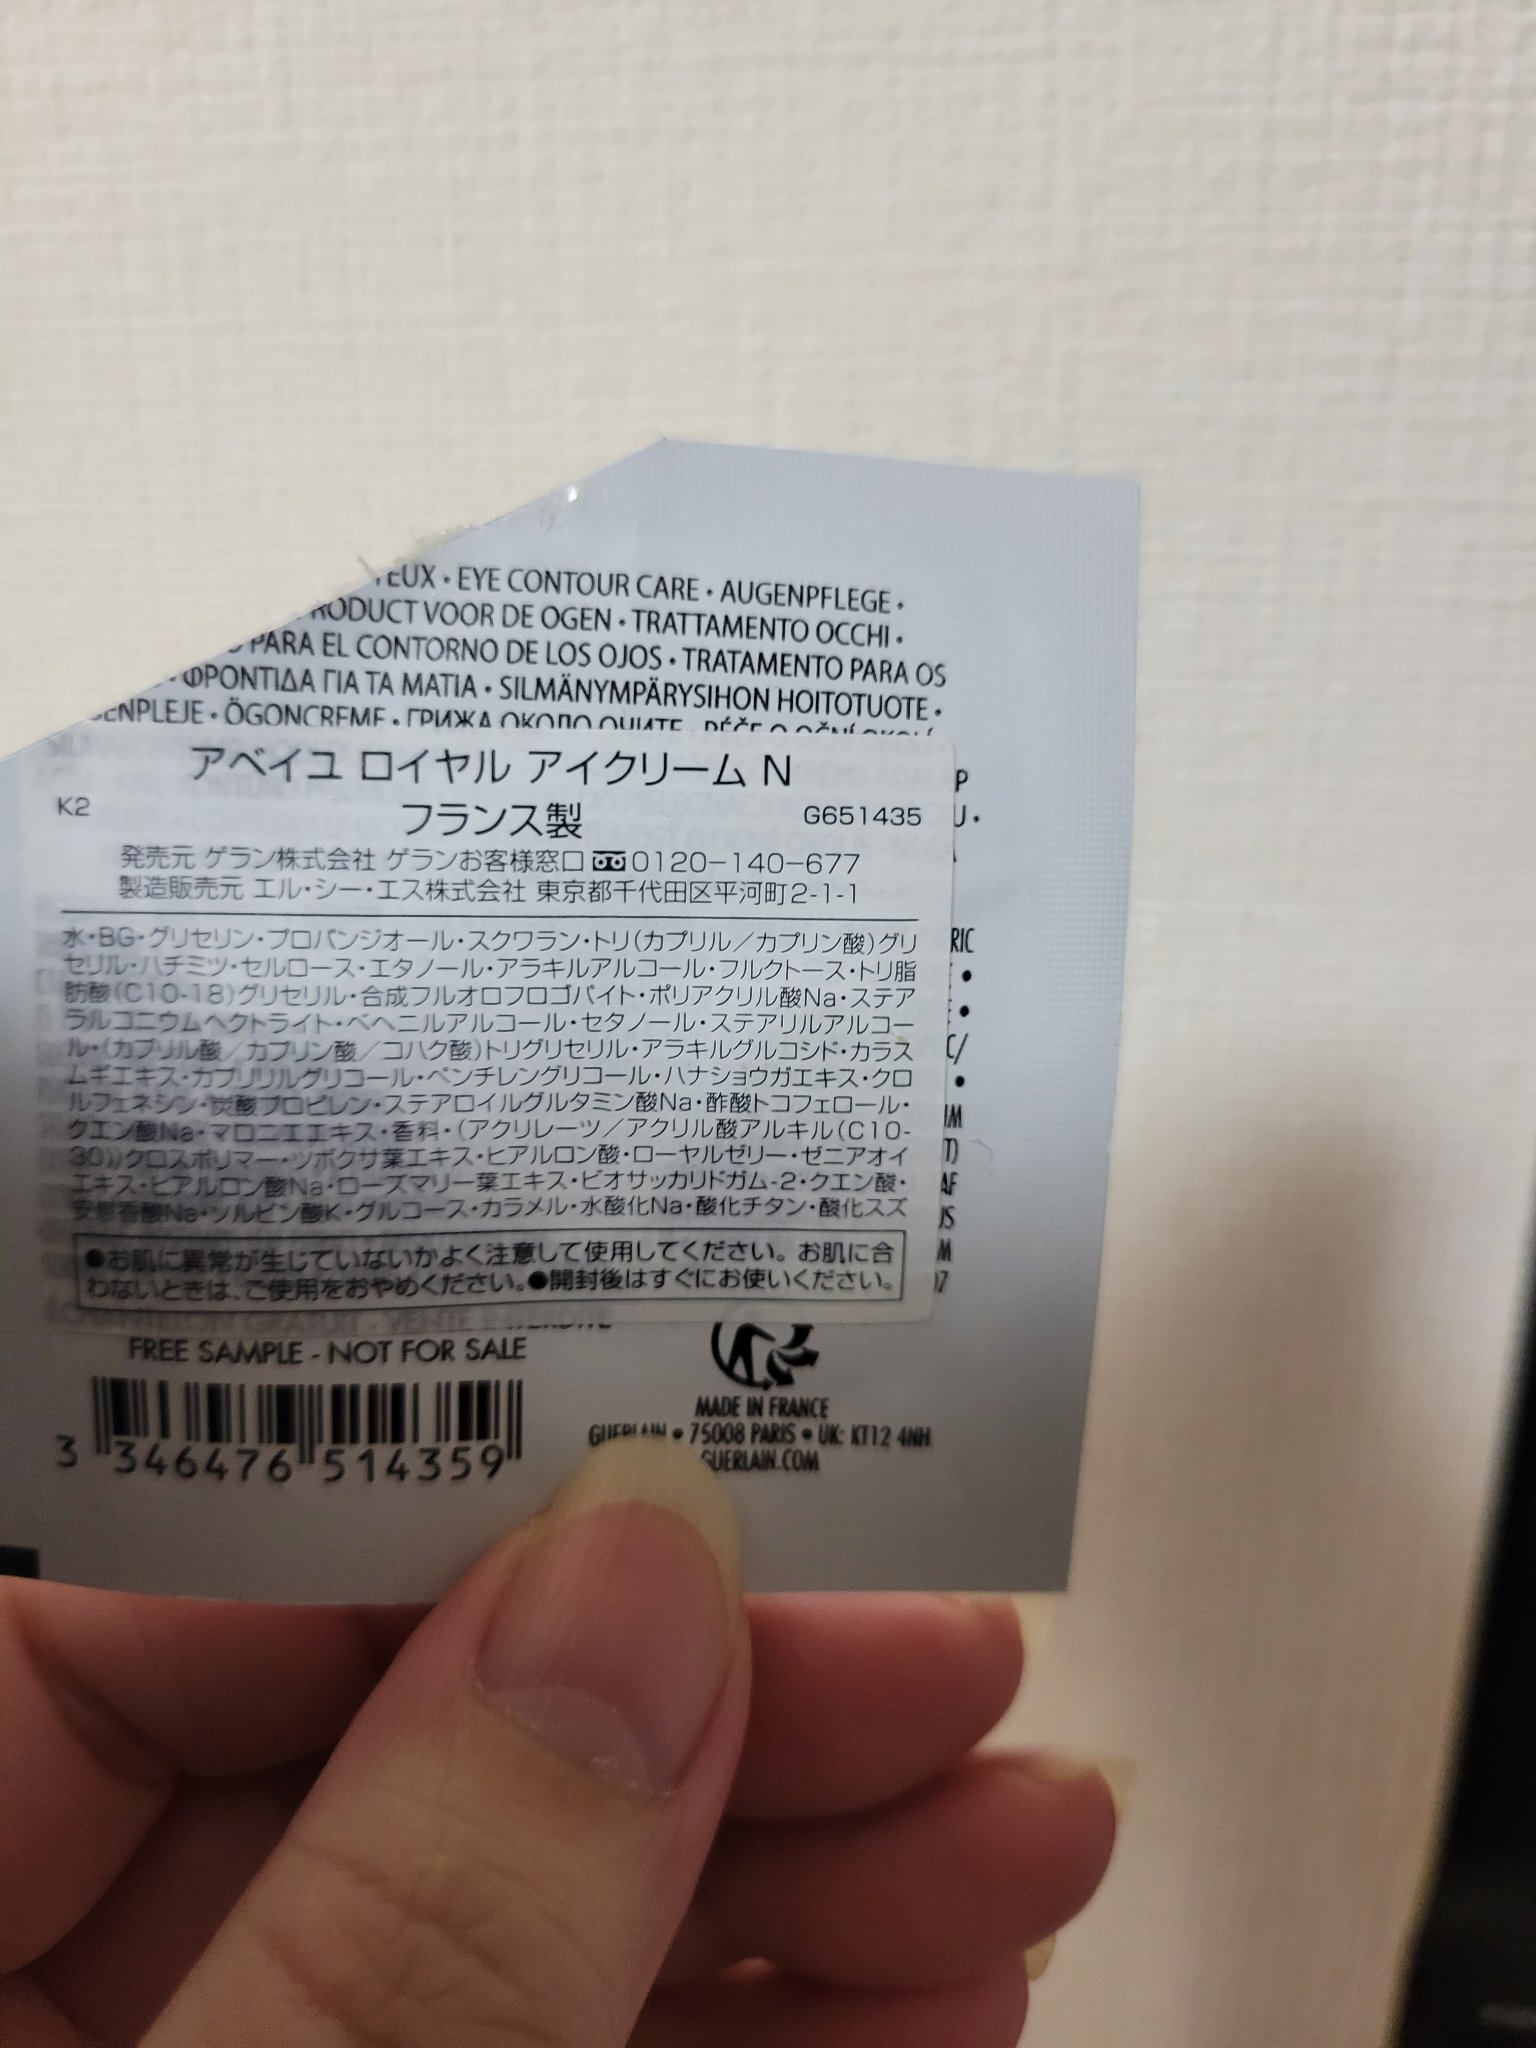 YEUX • EYE CONTOUR CARE • AUGENPFLEGE •
PRODUCT VOOR DE OGEN • TRATTAMENTO OCCHI •
PARA EL CONTORNO DE LOS OJOS • TRATAMENTO PARA OS
• ΦΡΟΝΤΙΔΑ ΓΙΑ ΤΑ ΜΑΤΙΑ • SILMÄNYMPÄRYSIHON HOITOTUOTE •
ENPLEJE • ÖGONCREME • ГРИЖА ОКОЛО ОЧИТЕ • PÉČE O OČNÍ OKOLÍ
アベイユ ロイヤル アイクリーム N
K2 フランス製 G651435
発売元 ゲラン株式会社 ゲランお客様窓口 0120-140-677
製造販売元 エル・シー・エス株式会社 東京都千代田区平河町2-1-1
水・BG・グリセリン・プロパンジオール・スクワラン・トリ(カプリル/カプリン酸)グリ
セリル・ハチミツ・セルロース・エタノール・アラキルアルコール・フルクトース・トリ脂
肪酸(C10-18)グリセリル・合成フルオロフロゴパイト・ポリアクリル酸Na・ステア
ラルコニウムヘクトライト・ベヘニルアルコール・セタノール・ステアリルアルコー
ル・(カプリル酸/カプリン酸/コハク酸)トリグリセリル・アラキルグルコシド・カラス
ムギエキス・カプリリルグリコール・ペンチレングリコール・ハナショウガエキス・クロ
ルフェネシン・炭酸プロピレン・ステアロイルグルタミン酸Na・酢酸トコフェロール・
クエン酸Na・マロニエエキス・香料・(アクリレーツ/アクリル酸アルキル(C10-
30))クロスポリマー・ツボクサ葉エキス・ヒアルロン酸・ローヤルゼリー・ゼニアオイ
エキス・ヒアルロン酸Na・ローズマリー葉エキス・ビオサッカリドガム-2・クエン酸・
安息香酸Na・ソルビン酸K・グルコース・カラメル・水酸化Na・酸化チタン・酸化スズ
●お肌に異常が生じていないかよく注意して使用してください。お肌に合
わないときは、ご使用をおやめください。●開封後はすぐにお使いください。
FREE SAMPLE - NOT FOR SALE
3 346476 514359
MADE IN FRANCE
GUERLAIN • 75008 PARIS • UK: KT12 4NH
GUERLAIN.COM